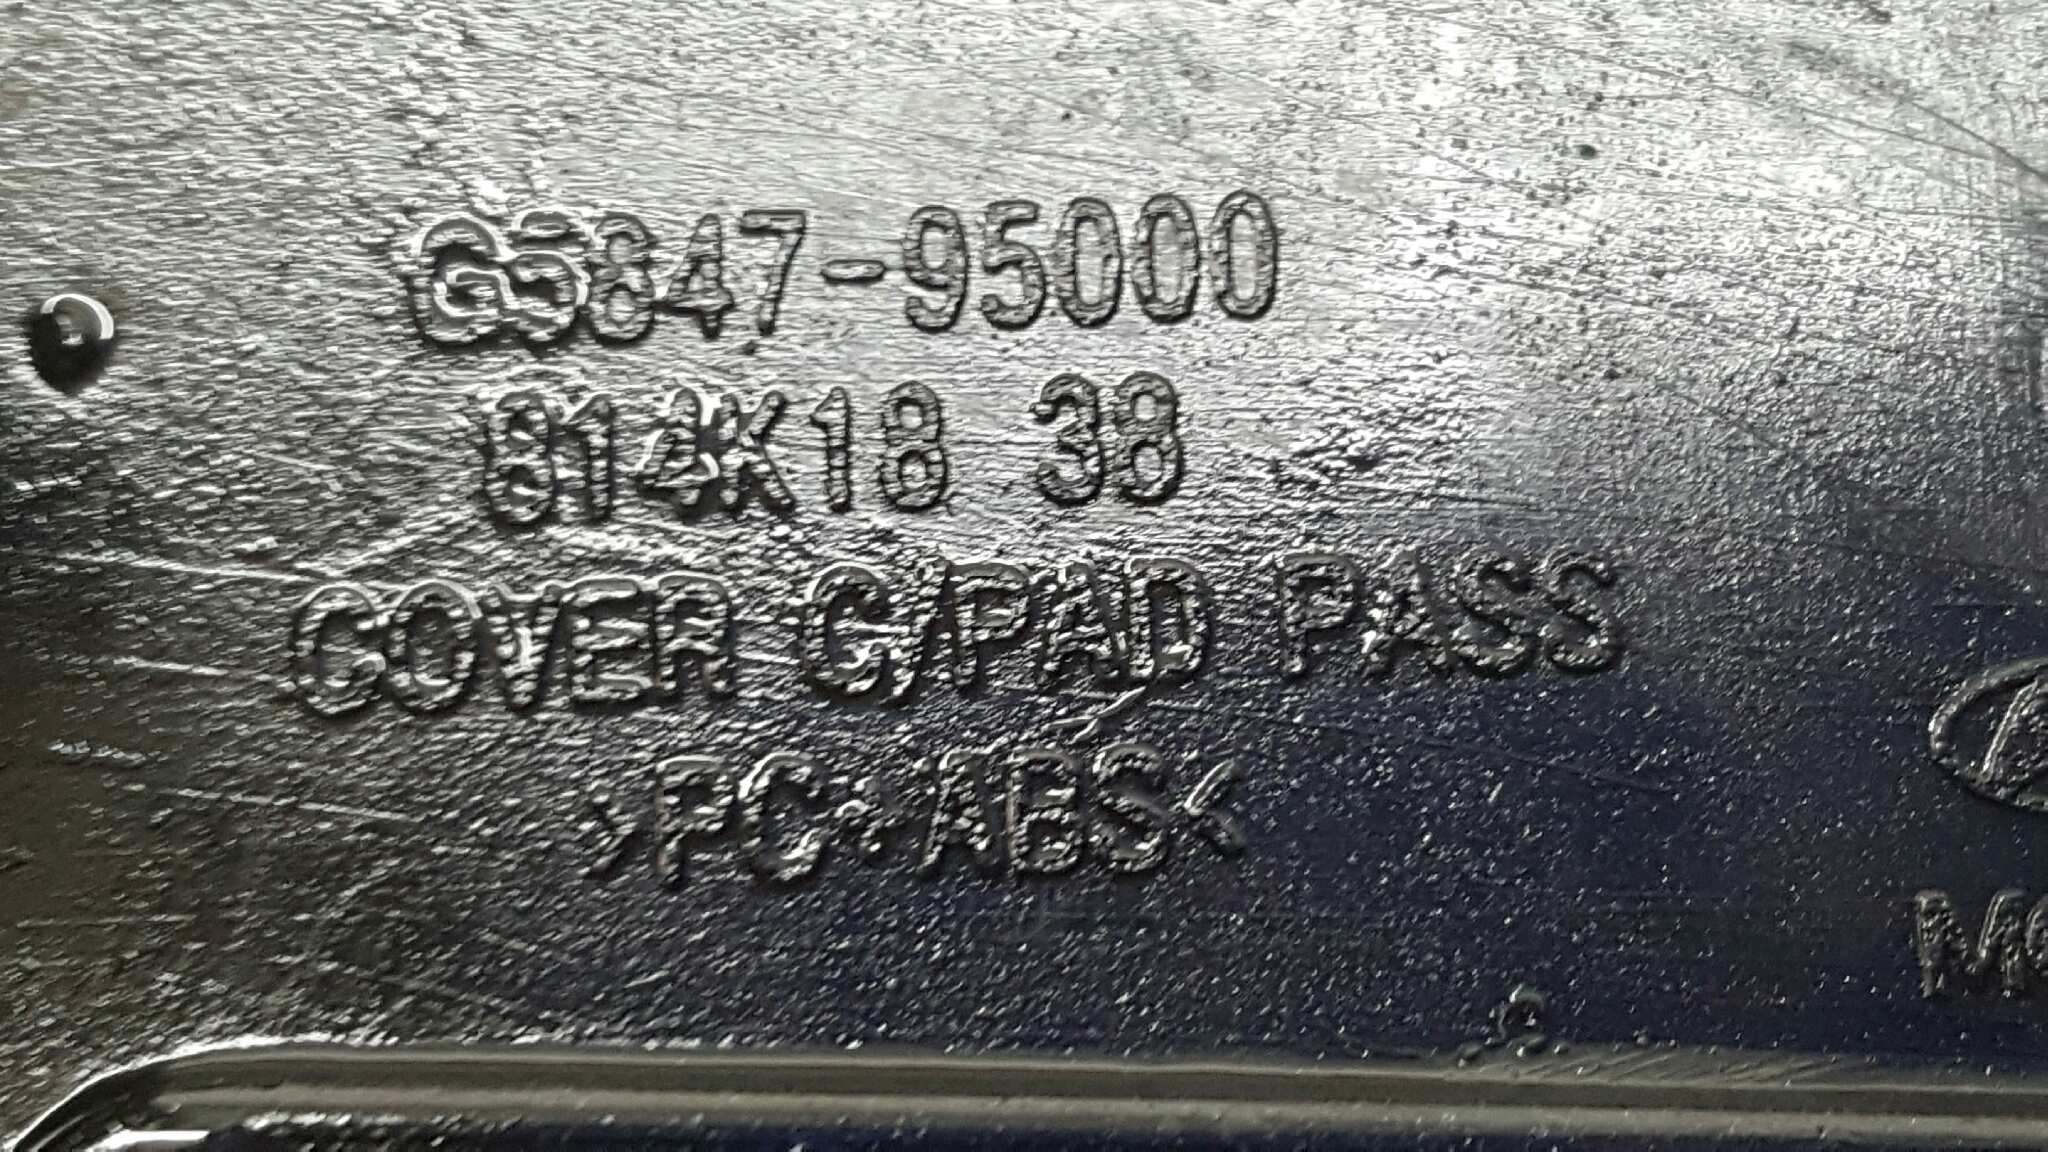 G5847-95000
814K18 38
COVER C/PAD PASS
>PC+ABS<